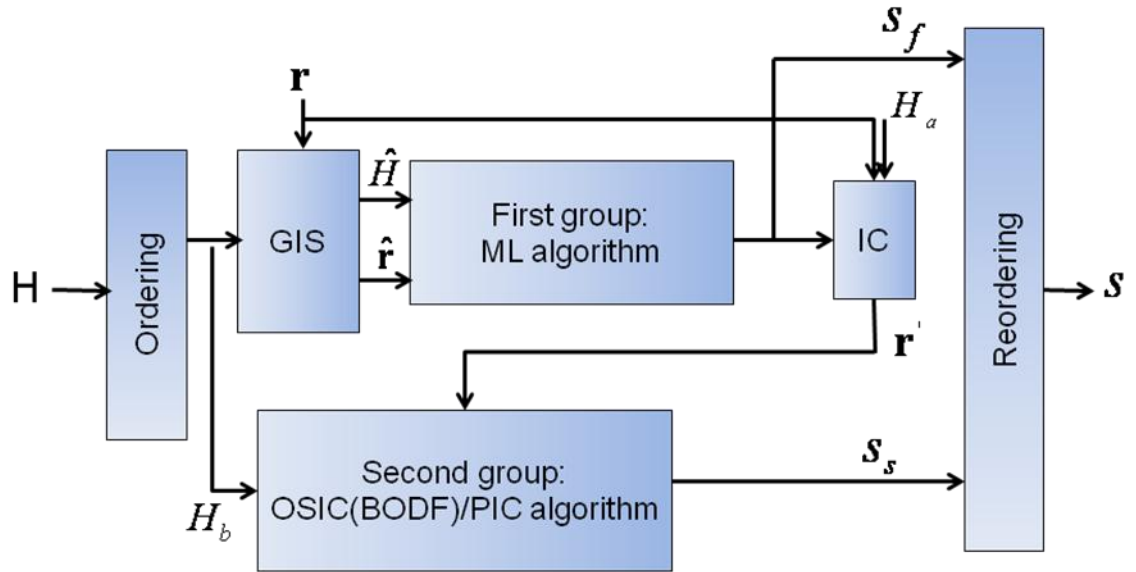 s_f
r
H_a
Ĥ
First group:
ML algorithm
GIS
IC
Ordering
r̂
H
s
Reordering
r'
Second group:
OSIC(BODF)/PIC algorithm
s_s
H_b